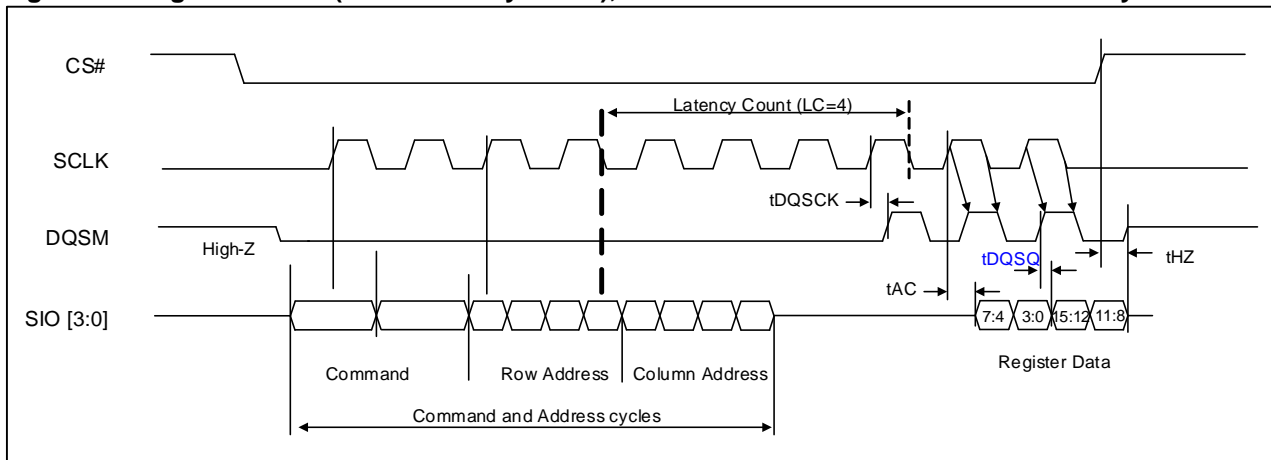 CS#
Latency Count (LC=4)
SCLK
tDQSCK
DQSM
High-Z
tDQSQ
tHZ
tAC
SIO [3:0]
7:4 3:0 15:12 11:8
Command Row Address Column Address
Register Data
Command and Address cycles